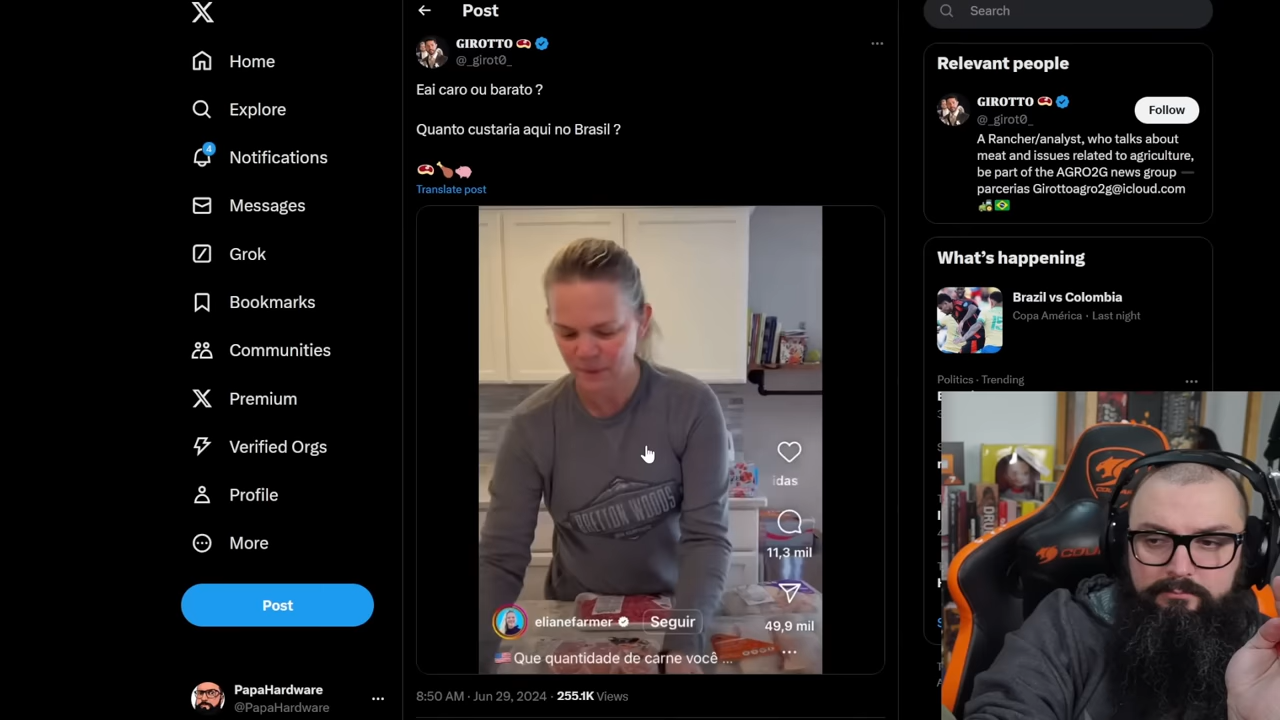 Post
Search
GIROTTO
@_girot0_
Eai caro ou barato ?
Quanto custaria aqui no Brasil ?
Translate post
Home
Explore
4
Notifications
Messages
Grok
Bookmarks
Communities
Premium
Verified Orgs
Profile
More
Post
PapaHardware
@PapaHardware
BRETTON WOODS
idas
11,3 mil
49,9 mil
elianefarmer
Seguir
Que quantidade de carne você ...
8:50 AM · Jun 29, 2024 · 255.1K Views
Relevant people
GIROTTO
@_girot0_
Follow
A Rancher/analyst, who talks about
meat and issues related to agriculture,
be part of the AGRO2G news group —
parcerias Girottoagro2g@icloud.com
What's happening
Brazil vs Colombia
Copa América · Last night
Politics · Trending